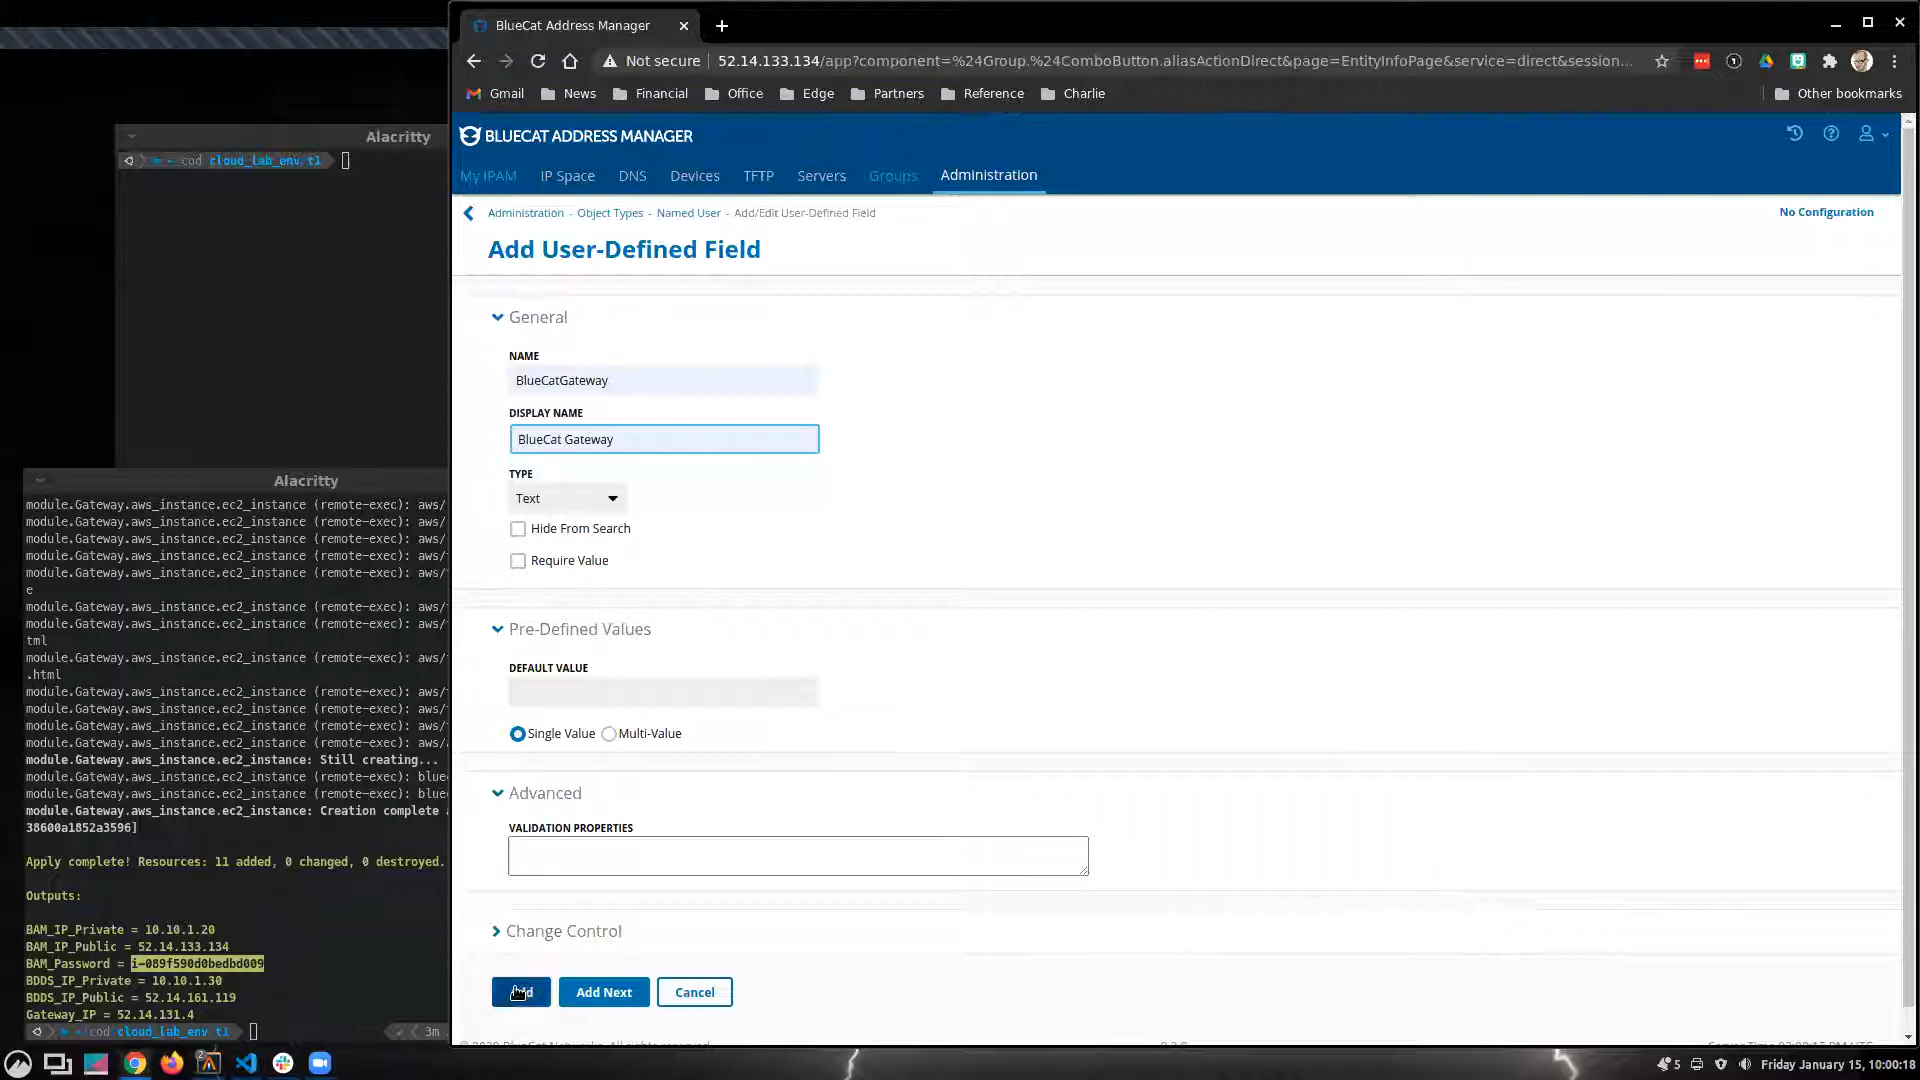 BlueCat Address Manager
Not secure
52.14.133.134/app?component=%24Group.%24ComboButton.aliasActionDirect&page=EntityInfoPage&service=direct&session...
Gmail
News
Financial
Office
Edge
Partners
Reference
Charlie
Other bookmarks
BLUECAT ADDRESS MANAGER
My IPAM
IP Space
DNS
Devices
TFTP
Servers
Groups
Administration
Administration - Object Types - Named User - Add/Edit User-Defined Field
No Configuration
Add User-Defined Field
General
NAME
BlueCatGateway
DISPLAY NAME
BlueCat Gateway
TYPE
Text
Hide From Search
Require Value
Pre-Defined Values
DEFAULT VALUE
Single Value
Multi-Value
Advanced
VALIDATION PROPERTIES
Change Control
Add Next
Cancel
Alacritty
cod cloud_lab_env t1
Alacritty
module.Gateway.aws_instance.ec2_instance (remote-exec): aws/
module.Gateway.aws_instance.ec2_instance (remote-exec): aws/
module.Gateway.aws_instance.ec2_instance (remote-exec): aws/
module.Gateway.aws_instance.ec2_instance (remote-exec): aws/
module.Gateway.aws_instance.ec2_instance (remote-exec): aws/
e
module.Gateway.aws_instance.ec2_instance (remote-exec): aws/
module.Gateway.aws_instance.ec2_instance (remote-exec): aws/
tml
module.Gateway.aws_instance.ec2_instance (remote-exec): aws/
.html
module.Gateway.aws_instance.ec2_instance (remote-exec): aws/
module.Gateway.aws_instance.ec2_instance (remote-exec): aws/
module.Gateway.aws_instance.ec2_instance (remote-exec): aws/
module.Gateway.aws_instance.ec2_instance (remote-exec): aws/
module.Gateway.aws_instance.ec2_instance: Still creating...
module.Gateway.aws_instance.ec2_instance (remote-exec): blue
module.Gateway.aws_instance.ec2_instance (remote-exec): blue
module.Gateway.aws_instance.ec2_instance: Creation complete
38600a1852a3596]
Apply complete! Resources: 11 added, 0 changed, 0 destroyed.
Outputs:
BAM_IP_Private = 10.10.1.20
BAM_IP_Public = 52.14.133.134
BAM_Password = i-089f590d0bedbd009
BDDS_IP_Private = 10.10.1.30
BDDS_IP_Public = 52.14.161.119
Gateway_IP = 52.14.131.4
cod cloud_lab_env t1
3m
2
5
Friday January 15, 10:00:18